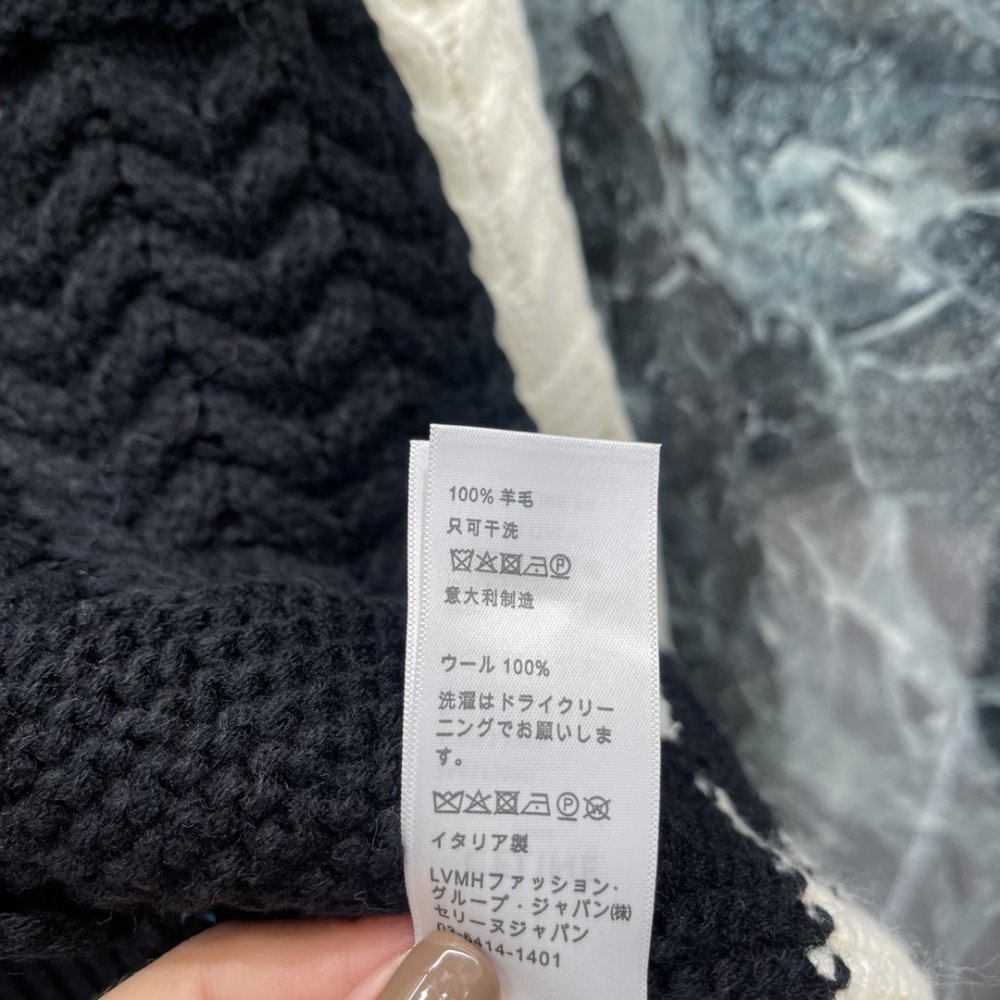 100% 羊毛
只可干洗
意大利制造
ウール 100%
洗濯はドライクリー
ニングでお願いしま
す。
イタリア製
LVMHファッション・
グループ・ジャパン㈱
セリーヌジャパン
03-5414-1401